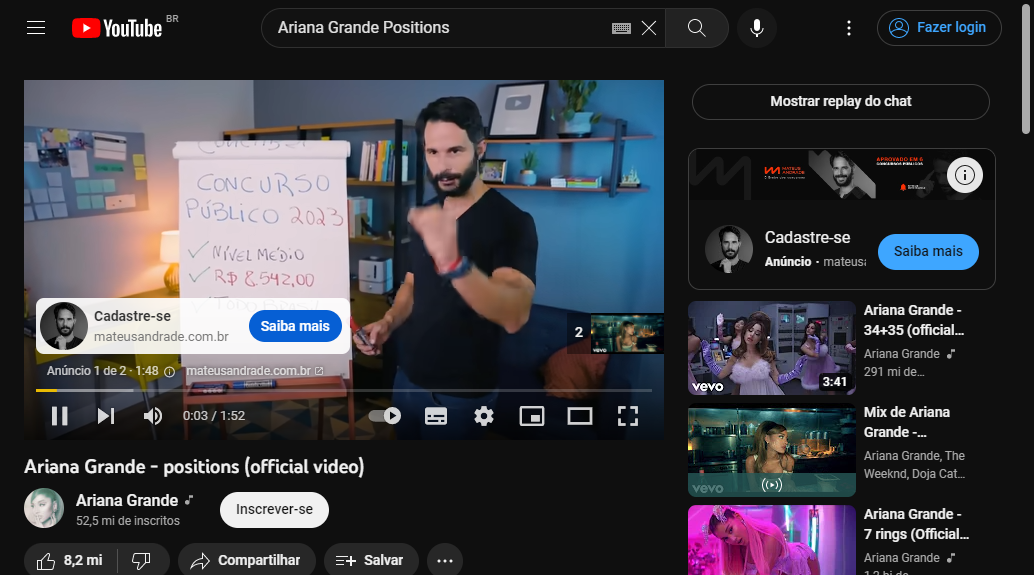 YouTube BR
Ariana Grande Positions
Fazer login
CONCURSO
PÚBLICO 2023
✓ NÍVEL MÉDIO
✓ R$ 8.542,00
Cadastre-se
mateusandrade.com.br
Saiba mais
2
vevo
Anúncio 1 de 2 · 1:48
mateusandrade.com.br
0:03 / 1:52
Ariana Grande - positions (official video)
Ariana Grande
52,5 mi de inscritos
Inscrever-se
8,2 mi
Compartilhar
Salvar
Mostrar replay do chat
MATEUS
ANDRADE
APROVADO EM 6
CONCURSOS PÚBLICOS
Cadastre-se
Anúncio · mateusa
Saiba mais
vevo
3:41
Ariana Grande -
34+35 (official...
Ariana Grande
291 mi de...
vevo
Mix de Ariana
Grande -...
Ariana Grande, The
Weeknd, Doja Cat...
Ariana Grande -
7 rings (Official...
Ariana Grande
1,2 bi de